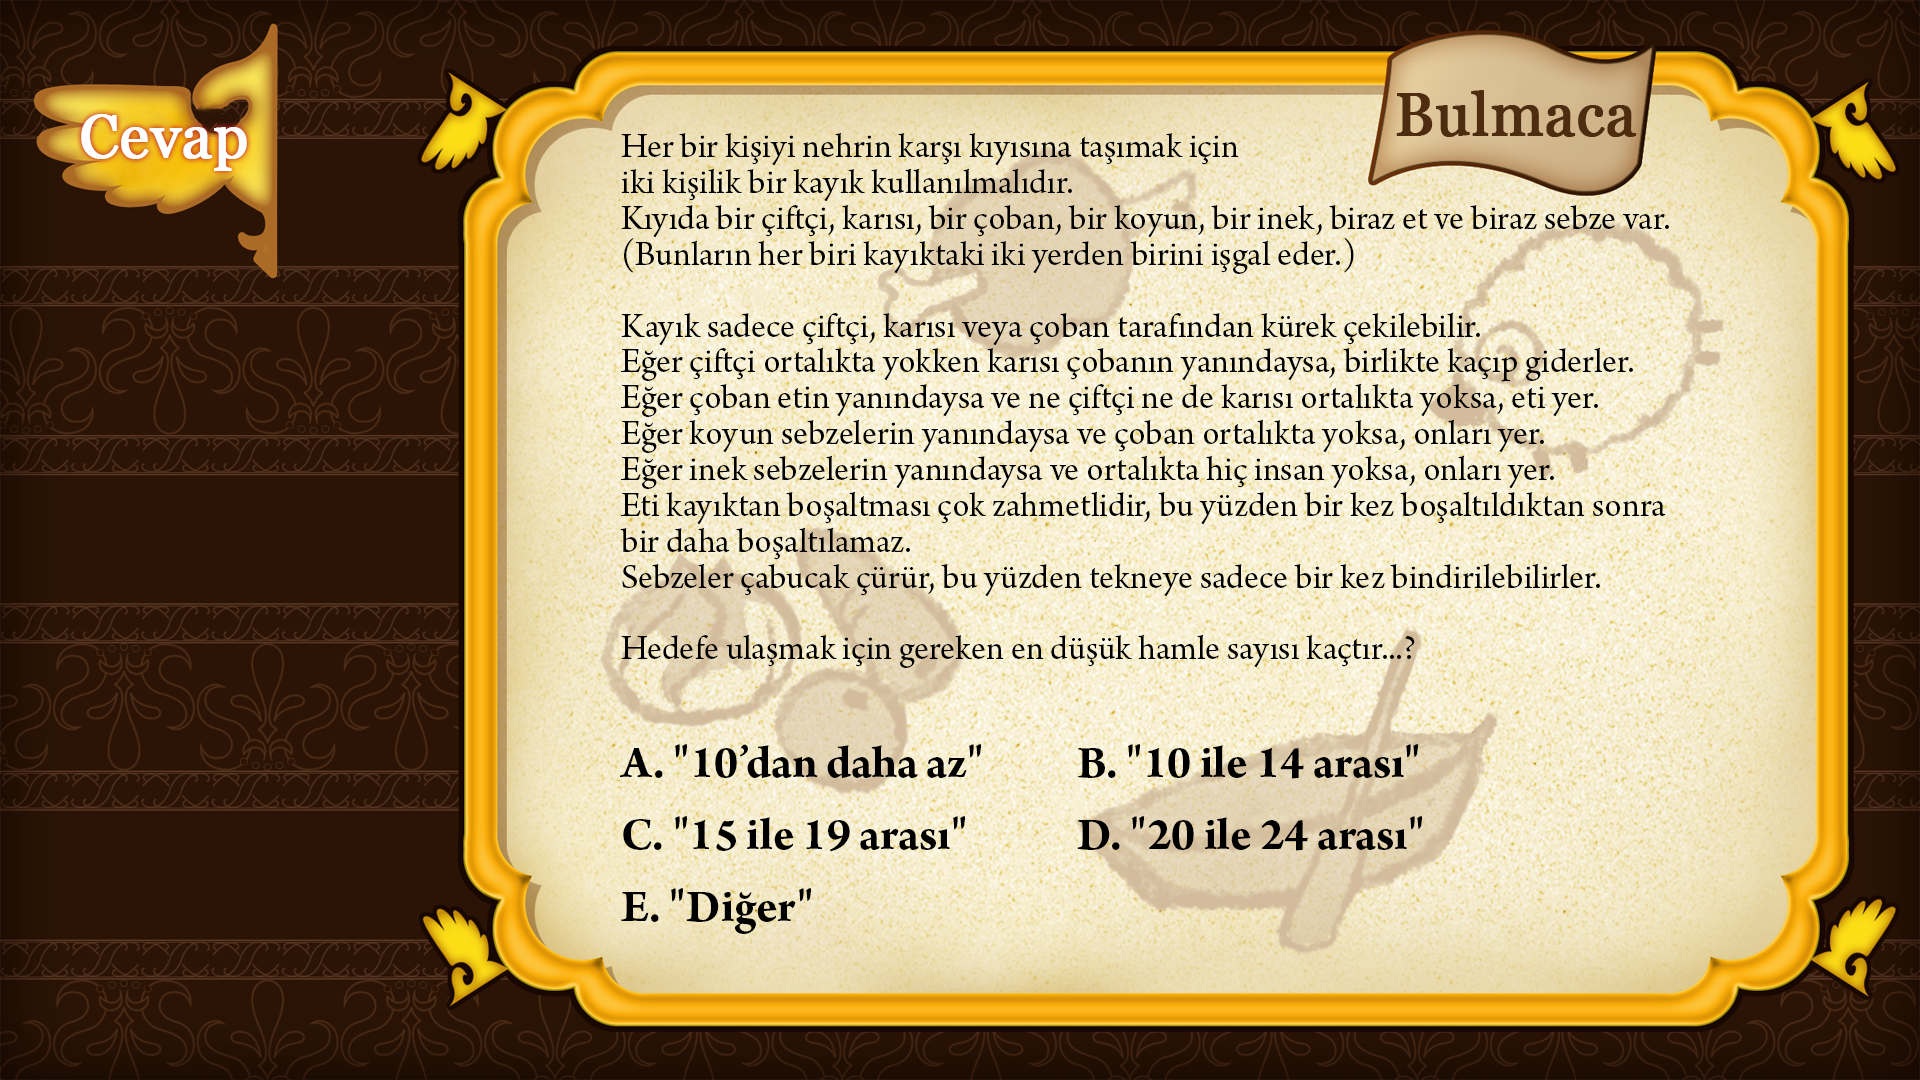 Cevap
Bulmaca
Her bir kişiyi nehrin karşı kıyısına taşımak için
iki kişilik bir kayık kullanılmalıdır.
Kıyıda bir çiftçi, karısı, bir çoban, bir koyun, bir inek, biraz et ve biraz sebze var.
(Bunların her biri kayıktaki iki yerden birini işgal eder.)
Kayık sadece çiftçi, karısı veya çoban tarafından kürek çekilebilir.
Eğer çiftçi ortalıkta yokken karısı çobanın yanındaysa, birlikte kaçıp giderler.
Eğer çoban etin yanındaysa ve ne çiftçi ne de karısı ortalıkta yoksa, eti yer.
Eğer koyun sebzelerin yanındaysa ve çoban ortalıkta yoksa, onları yer.
Eğer inek sebzelerin yanındaysa ve ortalıkta hiç insan yoksa, onları yer.
Eti kayıktan boşaltması çok zahmetlidir, bu yüzden bir kez boşaltıldıktan sonra
bir daha boşaltılamaz.
Sebzeler çabucak çürür, bu yüzden tekneye sadece bir kez bindirilebilirler.
Hedefe ulaşmak için gereken en düşük hamle sayısı kaçtır...?
A. "10’dan daha az"
B. "10 ile 14 arası"
C. "15 ile 19 arası"
D. "20 ile 24 arası"
E. "Diğer"